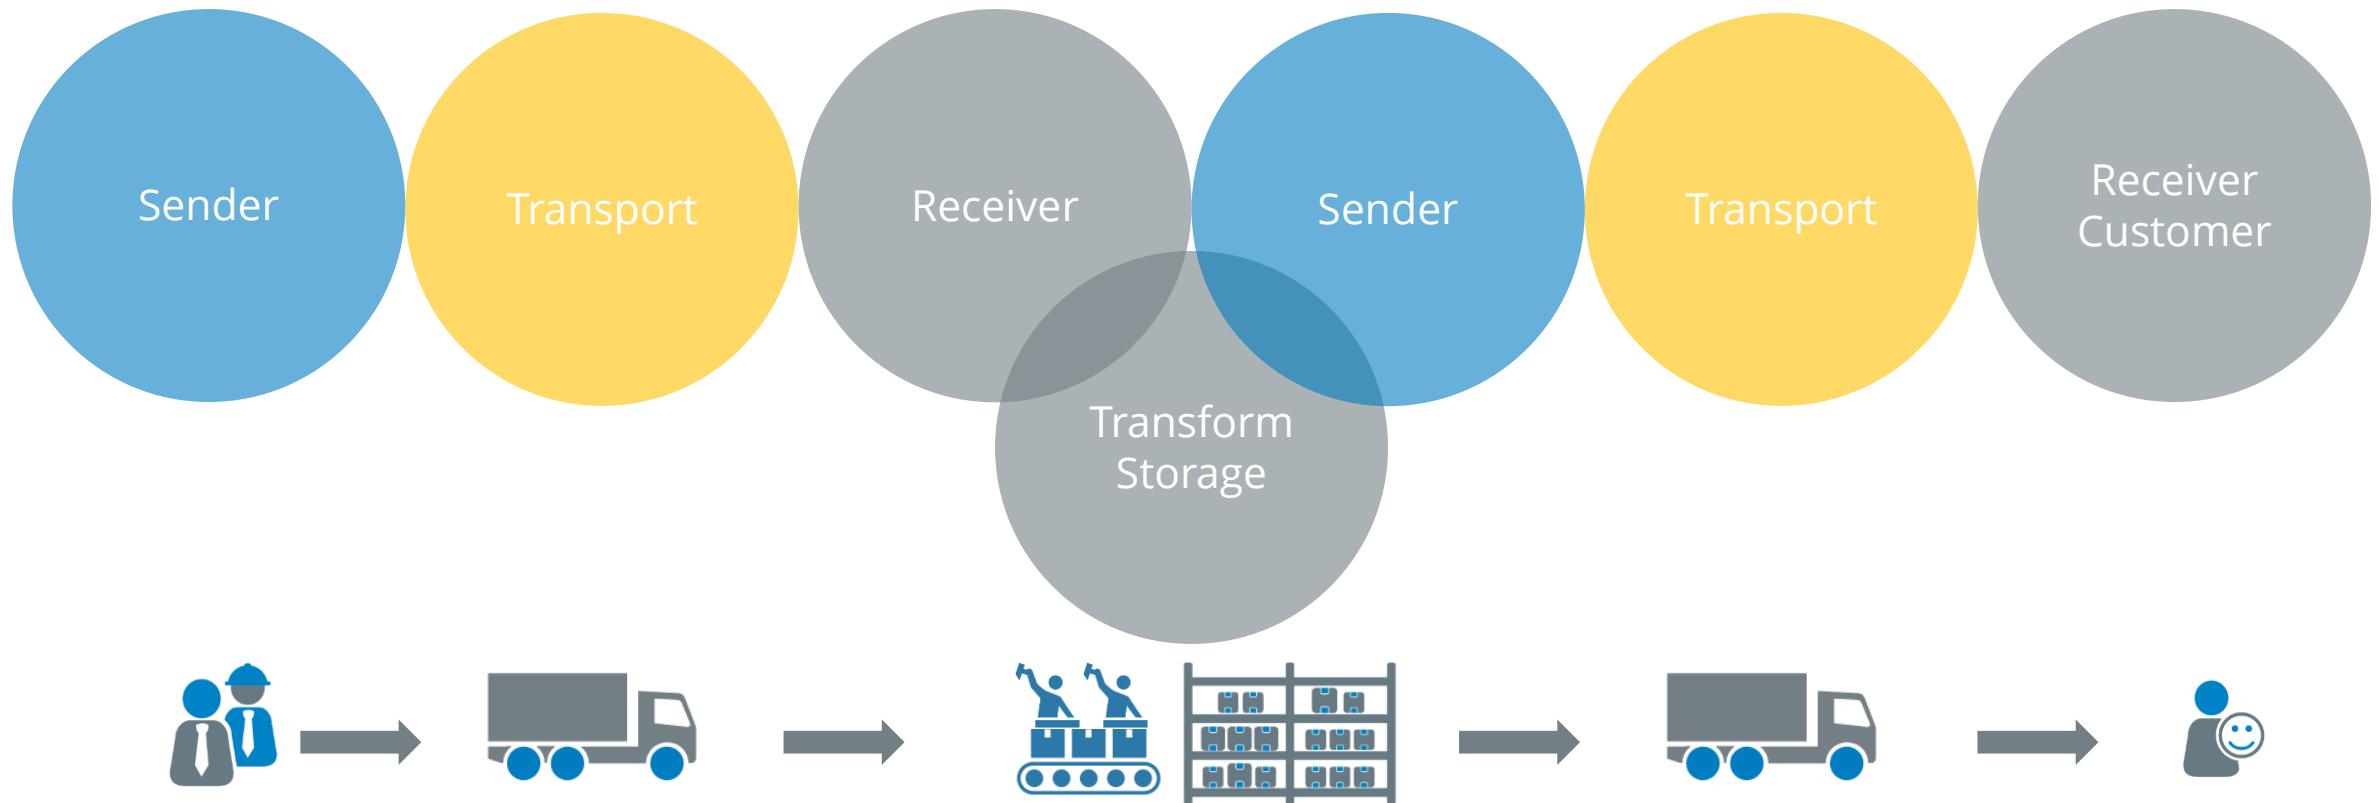 Sender
Transport
Receiver
Sender
Transport
Receiver
Customer
Transform
Storage